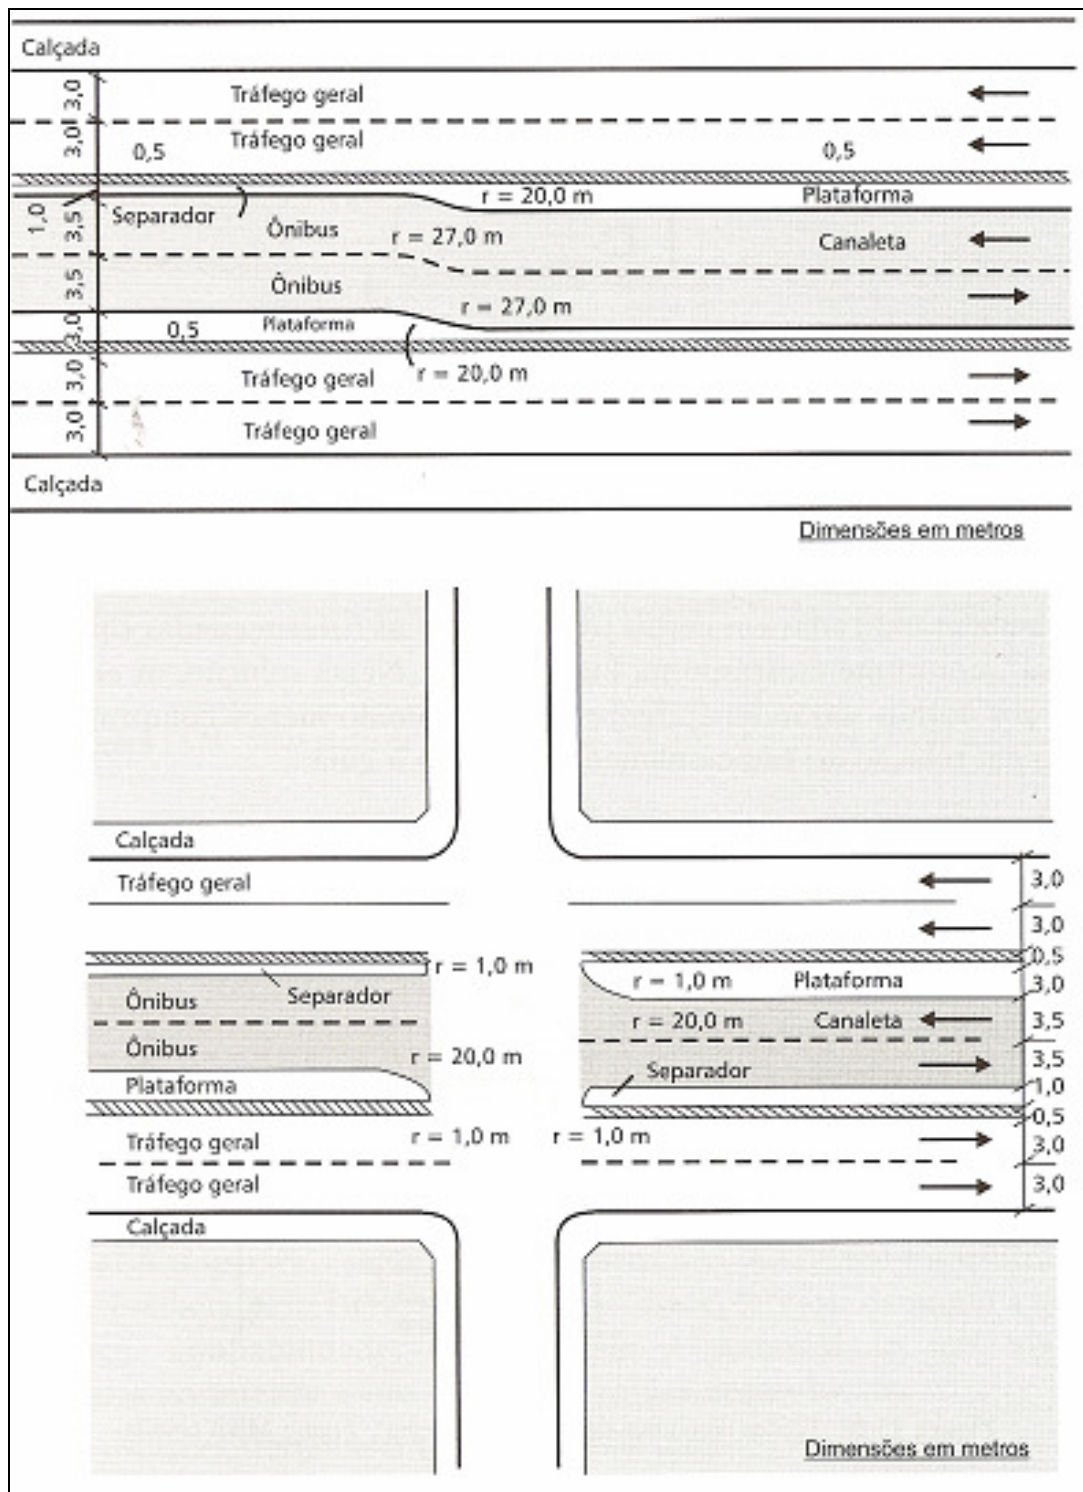 Calçada
3,0
Tráfego geral
3,0
0,5
Tráfego geral
0,5
r = 20,0 m
Plataforma
1,0
3,5
Separador
Ônibus
r = 27,0 m
Canaleta
3,5
Ônibus
r = 27,0 m
3,0
0,5
Plataforma
3,0
Tráfego geral
r = 20,0 m
3,0
Tráfego geral
Calçada
Dimensões em metros
Calçada
Tráfego geral
3,0
3,0
0,5
r = 1,0 m
r = 1,0 m
Plataforma
3,0
Ônibus
Separador
r = 20,0 m
Canaleta
3,5
Ônibus
r = 20,0 m
3,5
Separador
Plataforma
1,0
0,5
Tráfego geral
r = 1,0 m
r = 1,0 m
3,0
Tráfego geral
3,0
Calçada
Dimensões em metros